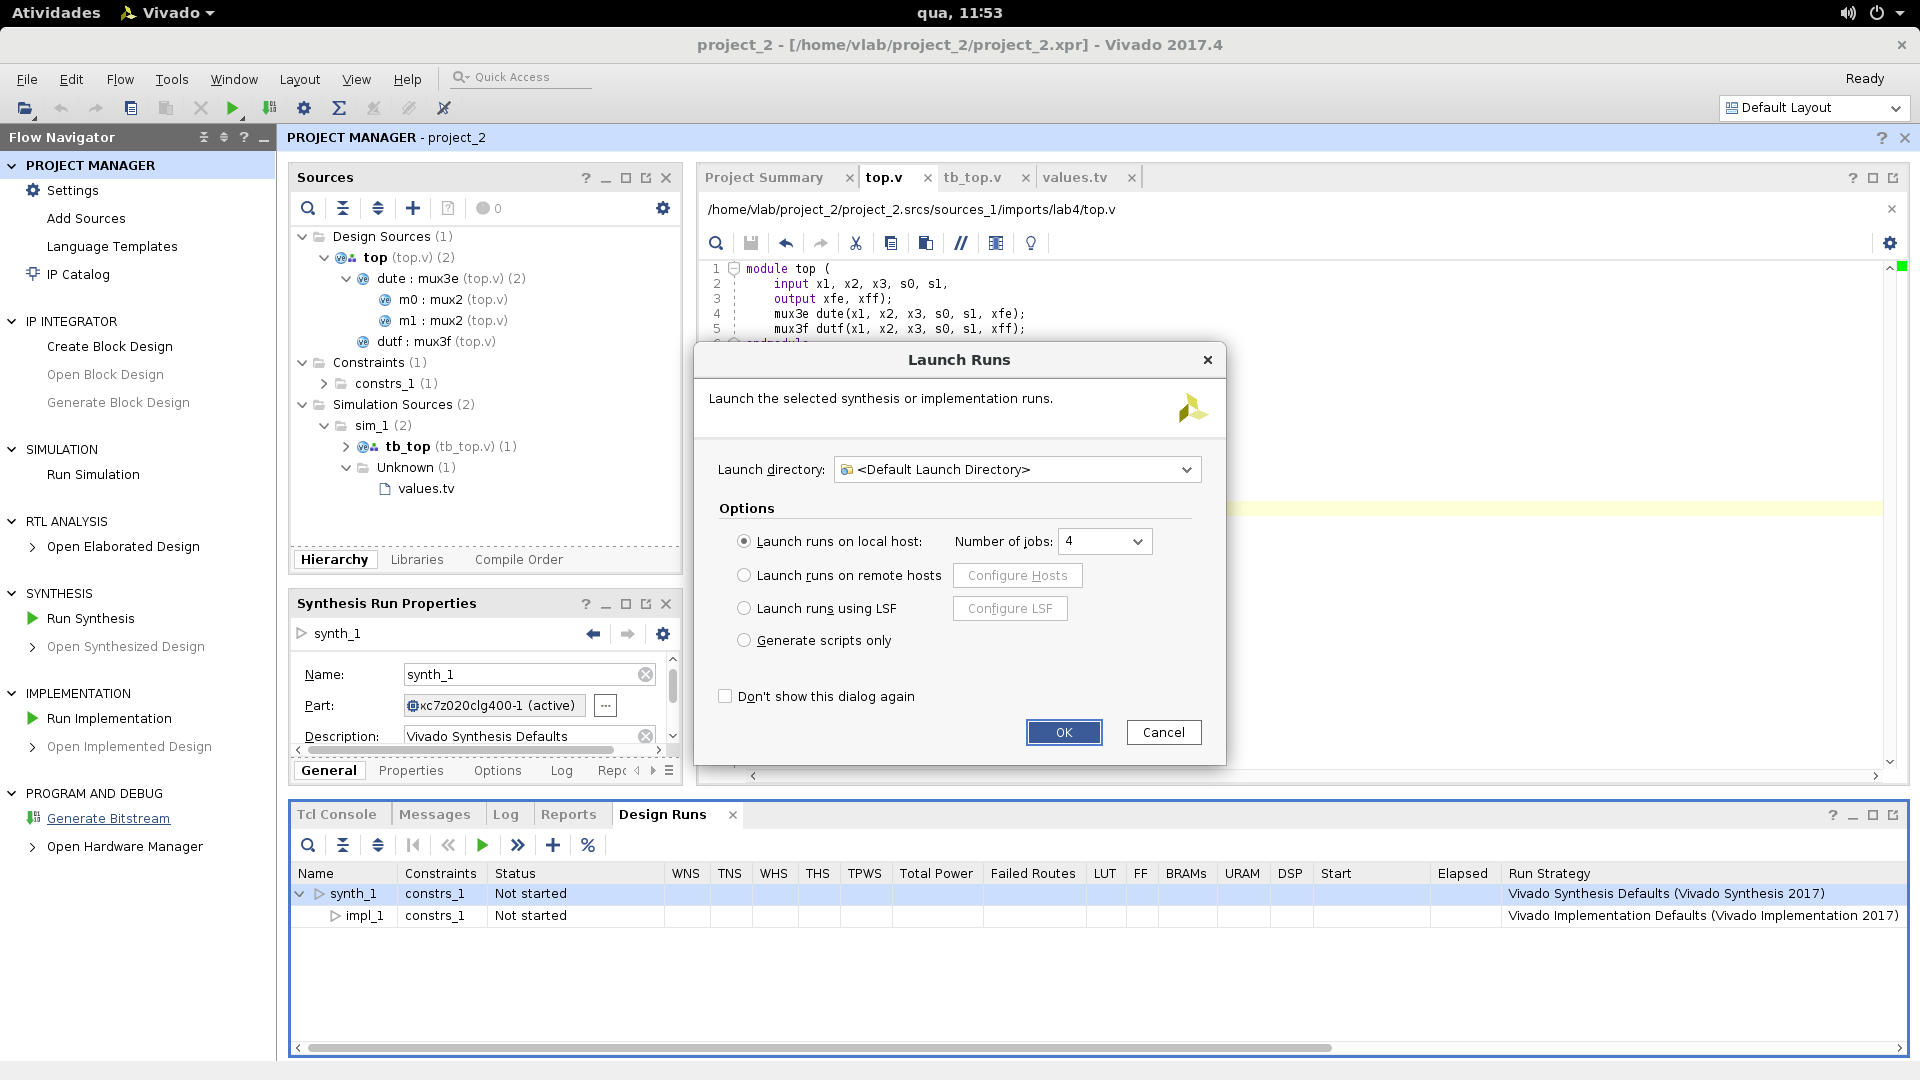 Atividades
Vivado
qua, 11:53
project_2 - [/home/vlab/project_2/project_2.xpr] - Vivado 2017.4
File Edit Flow Tools Window Layout View Help
Quick Access
Ready
Default Layout
Flow Navigator
PROJECT MANAGER
Settings
Add Sources
Language Templates
IP Catalog
IP INTEGRATOR
Create Block Design
Open Block Design
Generate Block Design
SIMULATION
Run Simulation
RTL ANALYSIS
Open Elaborated Design
SYNTHESIS
Run Synthesis
Open Synthesized Design
IMPLEMENTATION
Run Implementation
Open Implemented Design
PROGRAM AND DEBUG
Generate Bitstream
Open Hardware Manager
PROJECT MANAGER - project_2
Sources
0
Design Sources (1)
top (top.v) (2)
dute : mux3e (top.v) (2)
m0 : mux2 (top.v)
m1 : mux2 (top.v)
dutf : mux3f (top.v)
Constraints (1)
constrs_1 (1)
Simulation Sources (2)
sim_1 (2)
tb_top (tb_top.v) (1)
Unknown (1)
values.tv
Hierarchy Libraries Compile Order
Synthesis Run Properties
synth_1
Name: synth_1
Part: xc7z020clg400-1 (active)
Description: Vivado Synthesis Defaults
General Properties Options Log Repo
Project Summary top.v tb_top.v values.tv
/home/vlab/project_2/project_2.srcs/sources_1/imports/lab4/top.v
1 module top (
2 input x1, x2, x3, s0, s1,
3 output xfe, xff);
4 mux3e dute(x1, x2, x3, s0, s1, xfe);
5 mux3f dutf(x1, x2, x3, s0, s1, xff);
Launch Runs
Launch the selected synthesis or implementation runs.
Launch directory: <Default Launch Directory>
Options
Launch runs on local host: Number of jobs: 4
Launch runs on remote hosts Configure Hosts
Launch runs using LSF Configure LSF
Generate scripts only
Don't show this dialog again
OK Cancel
Tcl Console Messages Log Reports Design Runs
Name Constraints Status WNS TNS WHS THS TPWS Total Power Failed Routes LUT FF BRAMs URAM DSP Start Elapsed Run Strategy
synth_1 constrs_1 Not started Vivado Synthesis Defaults (Vivado Synthesis 2017)
impl_1 constrs_1 Not started Vivado Implementation Defaults (Vivado Implementation 2017)